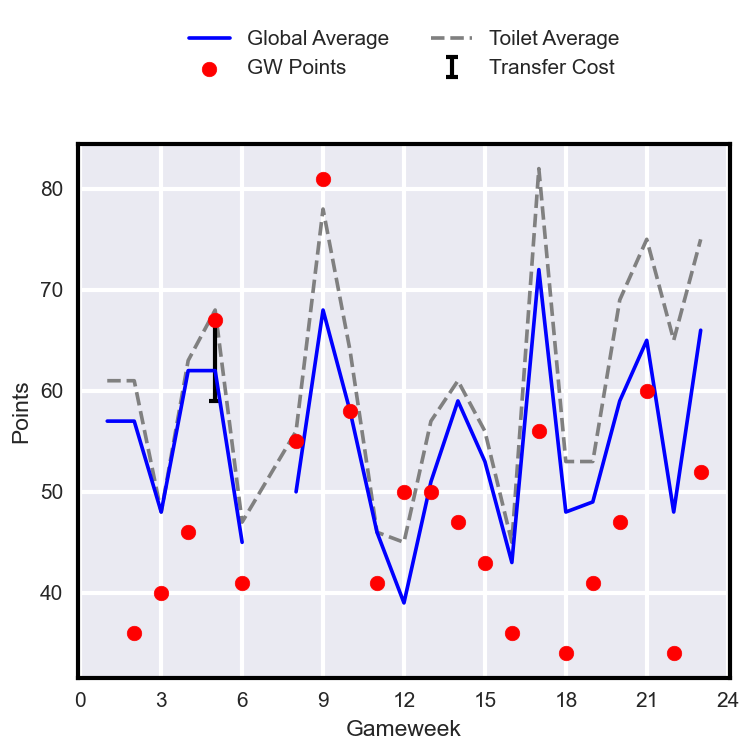 Global Average
GW Points
Toilet Average
Transfer Cost
80
70
60
50
40
Points
0 3 6 9 12 15 18 21 24
Gameweek